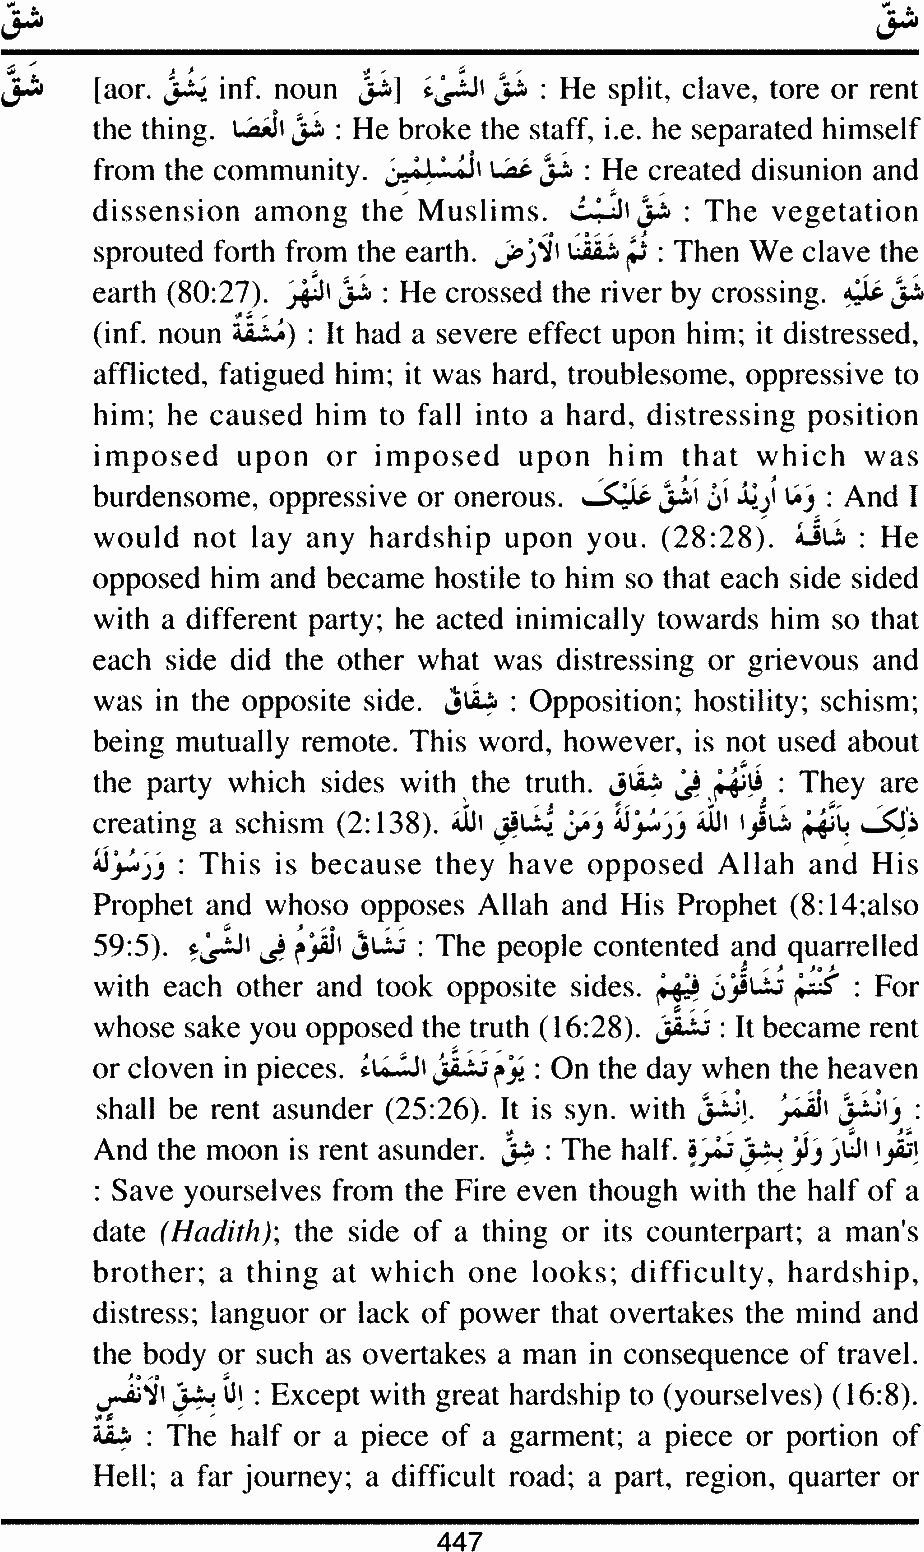 شقّ شقّ
شَقَّ [aor. يَشُقُّ inf. noun شَقٌّ] شَقَّ الشَّيْءَ : He split, clave, tore or rent
the thing. شَقَّ الْعَصَا : He broke the staff, i.e. he separated himself
from the community. شَقَّ عَصَا الْمُسْلِمِيْنَ : He created disunion and
dissension among the Muslims. شَقَّ النَّبْتُ : The vegetation
sprouted forth from the earth. ثُمَّ شَقَقْنَا الْاَرْضَ : Then We clave the
earth (80:27). شَقَّ النَّهْرَ : He crossed the river by crossing. شَقَّ عَلَيْهِ
(inf. noun مَشَقَّةٌ) : It had a severe effect upon him; it distressed,
afflicted, fatigued him; it was hard, troublesome, oppressive to
him; he caused him to fall into a hard, distressing position
imposed upon or imposed upon him that which was
burdensome, oppressive or onerous. وَمَا اُرِيْدُ اَنْ اَشُقَّ عَلَيْکَ : And I
would not lay any hardship upon you. (28:28). شَاقَّهُ : He
opposed him and became hostile to him so that each side sided
with a different party; he acted inimically towards him so that
each side did the other what was distressing or grievous and
was in the opposite side. شِقَاقٌ : Opposition; hostility; schism;
being mutually remote. This word, however, is not used about
the party which sides with the truth. فَاِنَّهُمْ فِیْ شِقَاقٍ : They are
creating a schism (2:138). ذٰلِکَ بِاَنَّهُمْ شَاقُّوا اللّٰهَ وَرَسُوْلَهُ وَمَنْ يُّشَاقِقِ اللّٰهَ
وَرَسُوْلَهُ : This is because they have opposed Allah and His
Prophet and whoso opposes Allah and His Prophet (8:14;also
59:5). تَشَاقَّ الْقَوْمُ فِی الشَّیْءِ : The people contented and quarrelled
with each other and took opposite sides. كُنْتُمْ تُشَاقُّوْنَ فِيْهِمْ : For
whose sake you opposed the truth (16:28). تَشَقَّقَ : It became rent
or cloven in pieces. يَوْمَ تَشَقَّقُ السَّمَاءُ : On the day when the heaven
shall be rent asunder (25:26). It is syn. with اِنْشَقَّ. وَانْشَقَّ الْقَمَرُ :
And the moon is rent asunder. شِقٌّ : The half. اِتَّقُوا النَّارَ وَلَوْ بِشِقِّ تَمْرَةٍ
: Save yourselves from the Fire even though with the half of a
date (Hadith); the side of a thing or its counterpart; a man's
brother; a thing at which one looks; difficulty, hardship,
distress; languor or lack of power that overtakes the mind and
the body or such as overtakes a man in consequence of travel.
اِلَّا بِشِقِّ الْاَنْفُسِ : Except with great hardship to (yourselves) (16:8).
شُقَّةٌ : The half or a piece of a garment; a piece or portion of
Hell; a far journey; a difficult road; a part, region, quarter or
447